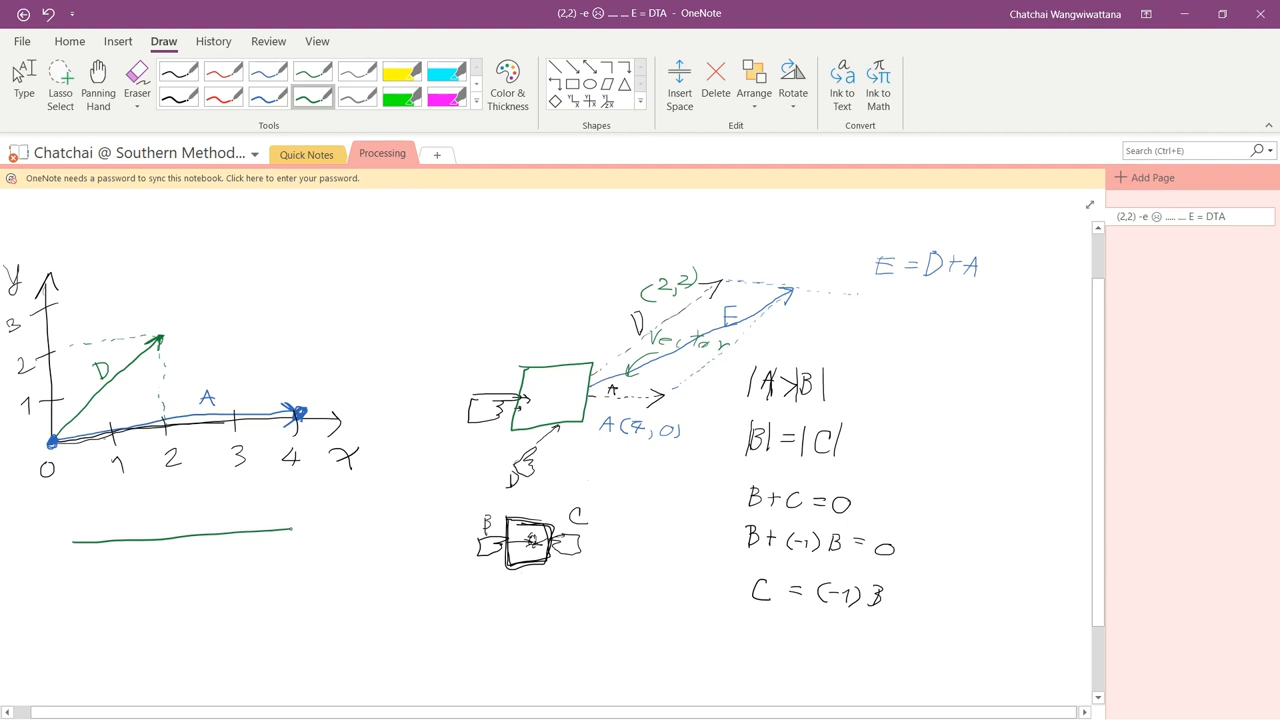 (2,2) -e ☹ ⎯ ⎯ E = DTA - OneNote
Chatchai Wangwiwattana
File Home Insert Draw History Review View
Type
Lasso Select
Panning Hand
Eraser
Color & Thickness
Insert Space
Delete
Arrange
Rotate
Ink to Text
Ink to Math
Tools
Shapes
Edit
Convert
Chatchai @ Southern Method...
Quick Notes
Processing
+
Search (Ctrl+E)
OneNote needs a password to sync this notebook. Click here to enter your password.
Add Page
(2,2) -e ☹ ..... ... E = DTA
y
3
2
1
0
1
2
3
4
x
D
A
(2,2)
D
E
Vector
A
A(4,0)
D
B
C
E = D+A
|A|>|B|
|B| = |C|
B+C = 0
B+(-1)B = 0
C = (-1)B